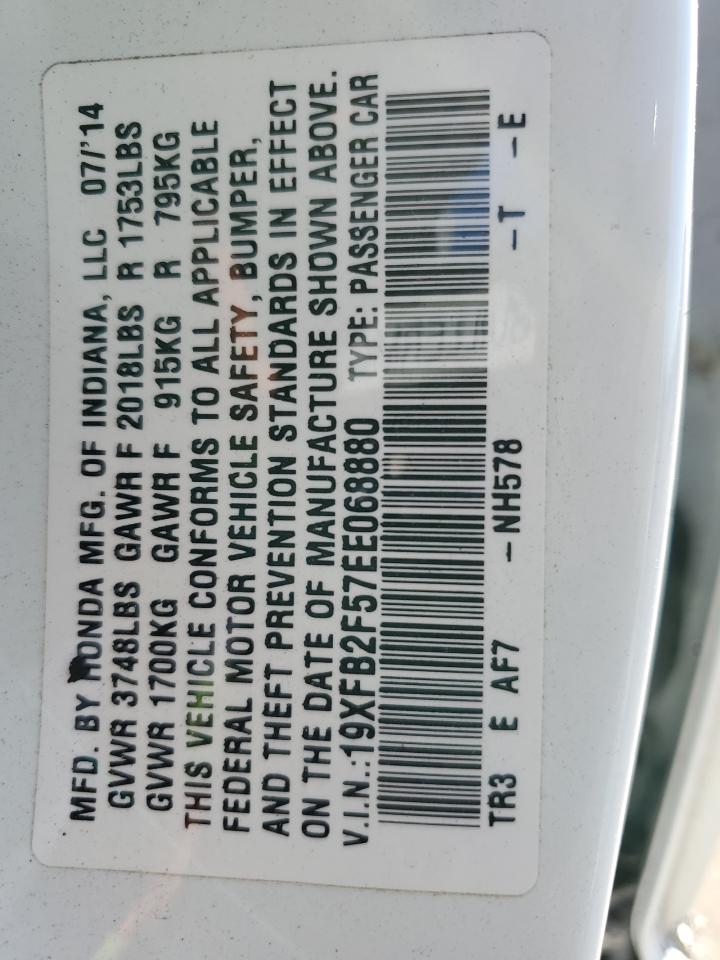 MFD. BY HONDA MFG. OF INDIANA, LLC 07/'14
GVWR 3748LBS GAWR F 2018LBS R 1753LBS
GVWR 1700KG GAWR F 915KG R 795KG
THIS VEHICLE CONFORMS TO ALL APPLICABLE
FEDERAL MOTOR VEHICLE SAFETY, BUMPER,
AND THEFT PREVENTION STANDARDS IN EFFECT
ON THE DATE OF MANUFACTURE SHOWN ABOVE.
V.I.N.:19XFB2F57EE068880 TYPE: PASSENGER CAR
TR3 E AF7 -NH578 -T -E